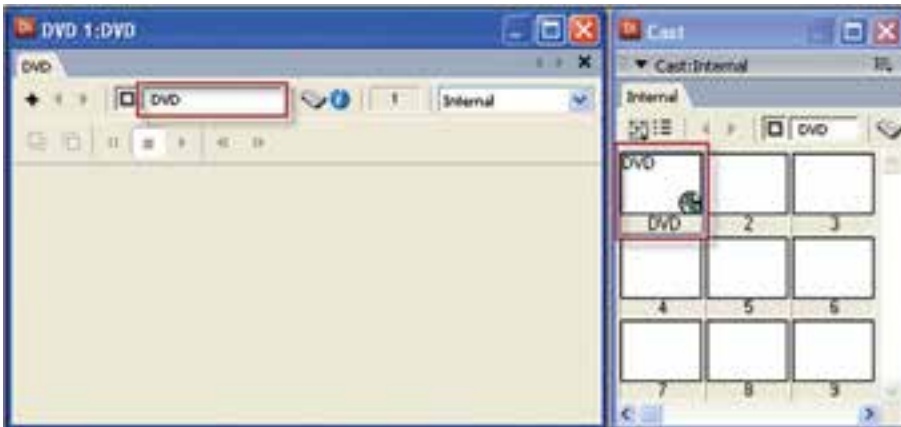 DVD 1:DVD
DVD
DVD
1
Internal
Cast
Cast:Internal
Internal
DVD
DVD
DVD
2
3
4
5
6
7
8
9